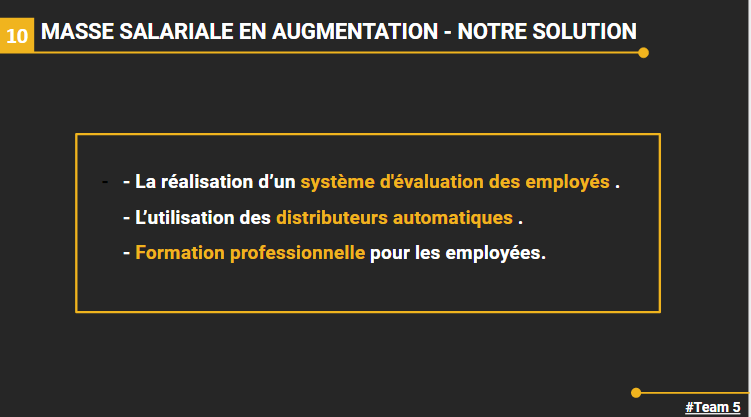 10 MASSE SALARIALE EN AUGMENTATION - NOTRE SOLUTION
- - La réalisation d’un système d'évaluation des employés .
- L’utilisation des distributeurs automatiques .
- Formation professionnelle pour les employées.
#Team 5